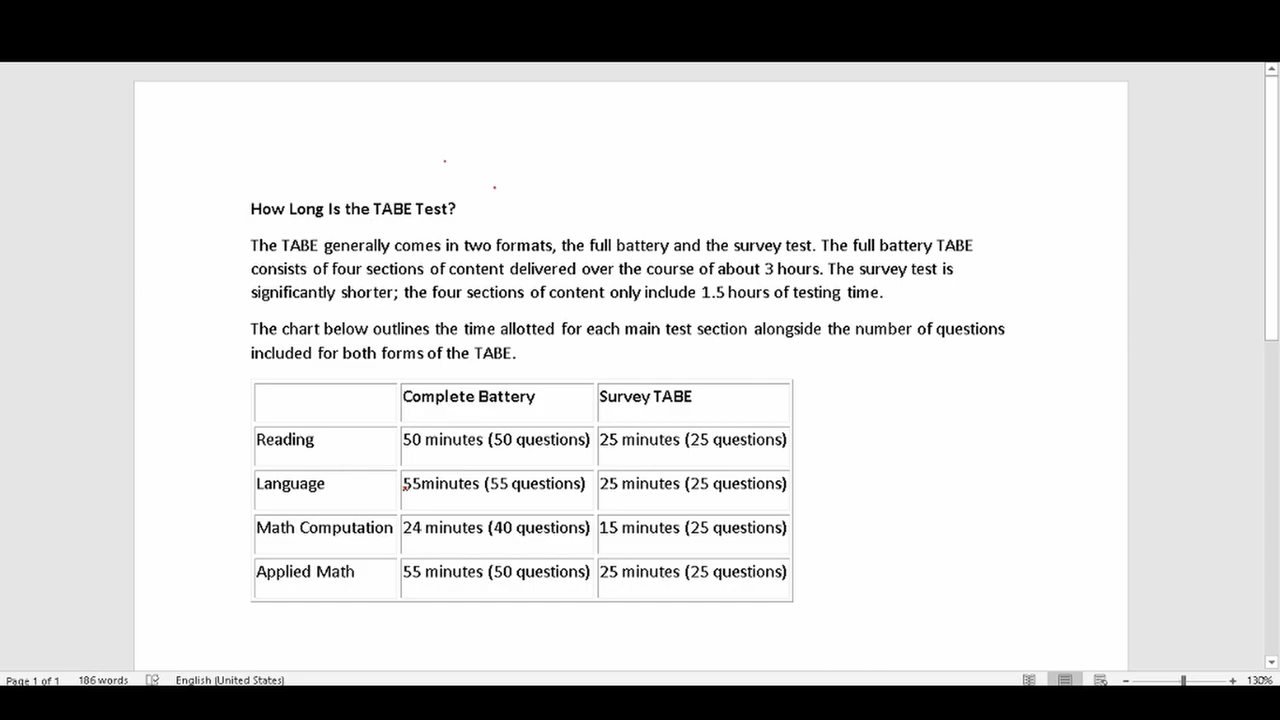 How Long Is the TABE Test?
The TABE generally comes in two formats, the full battery and the survey test. The full battery TABE
consists of four sections of content delivered over the course of about 3 hours. The survey test is
significantly shorter; the four sections of content only include 1.5 hours of testing time.
The chart below outlines the time allotted for each main test section alongside the number of questions
included for both forms of the TABE.
Complete Battery Survey TABE
Reading 50 minutes (50 questions) 25 minutes (25 questions)
Language 55minutes (55 questions) 25 minutes (25 questions)
Math Computation 24 minutes (40 questions) 15 minutes (25 questions)
Applied Math 55 minutes (50 questions) 25 minutes (25 questions)
Page 1 of 1 186 words English (United States) 130%